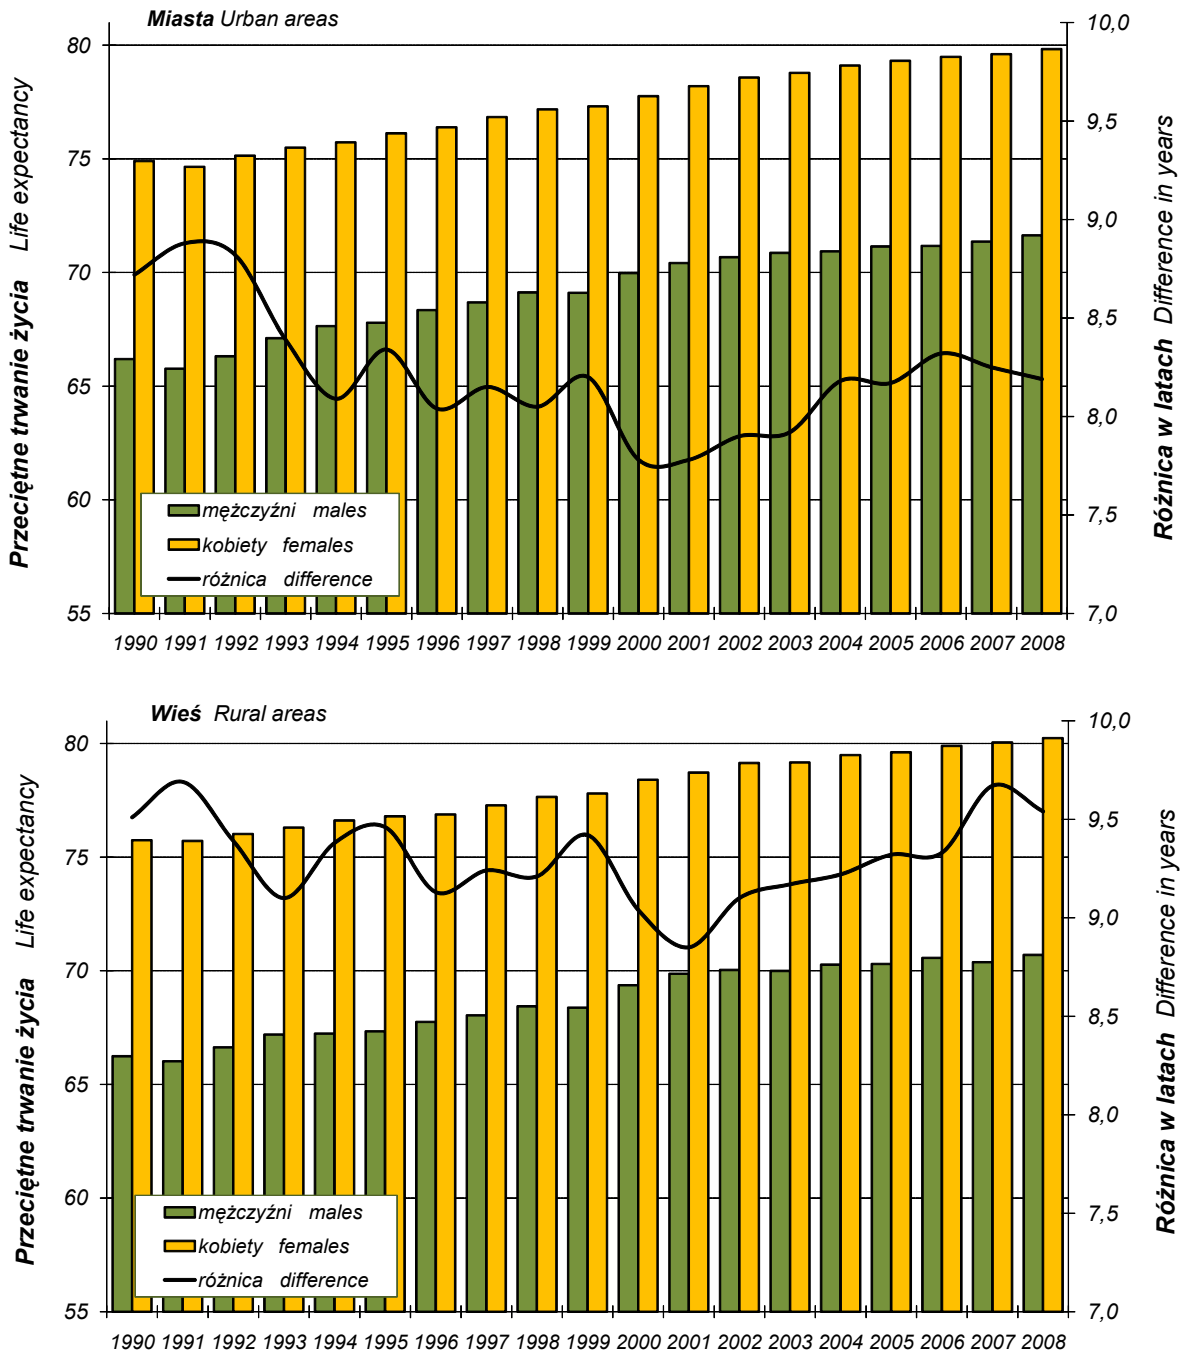 Miasta Urban areas
Przeciętne trwanie życia Life expectancy
80
75
70
65
60
55
10,0
9,5
9,0
8,5
8,0
7,5
7,0
Różnica w latach Difference in years
mężczyźni males
kobiety females
różnica difference
1990 1991 1992 1993 1994 1995 1996 1997 1998 1999 2000 2001 2002 2003 2004 2005 2006 2007 2008
Wieś Rural areas
Przeciętne trwanie życia Life expectancy
80
75
70
65
60
55
10,0
9,5
9,0
8,5
8,0
7,5
7,0
Różnica w latach Difference in years
mężczyźni males
kobiety females
różnica difference
1990 1991 1992 1993 1994 1995 1996 1997 1998 1999 2000 2001 2002 2003 2004 2005 2006 2007 2008